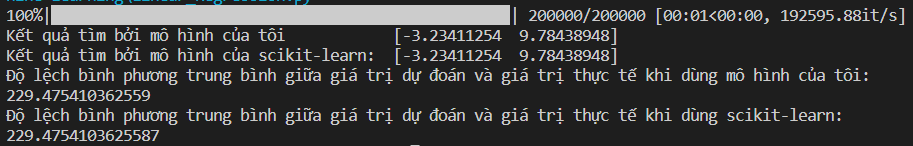 100%| | 200000/200000 [00:01<00:00, 192595.88it/s]
Kết quả tìm bởi mô hình của tôi [-3.23411254 9.78438948]
Kết quả tìm bởi mô hình của scikit-learn: [-3.23411254 9.78438948]
Độ lệch bình phương trung bình giữa giá trị dự đoán và giá trị thực tế khi dùng mô hình của tôi:
229.475410362559
Độ lệch bình phương trung bình giữa giá trị dự đoán và giá trị thực tế khi dùng scikit-learn:
229.4754103625587